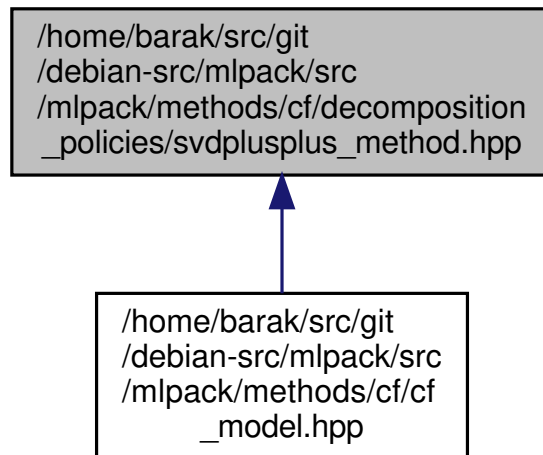 /home/barak/src/git
/debian-src/mlpack/src
/mlpack/methods/cf/decomposition
_policies/svdplusplus_method.hpp
/home/barak/src/git
/debian-src/mlpack/src
/mlpack/methods/cf/cf
_model.hpp